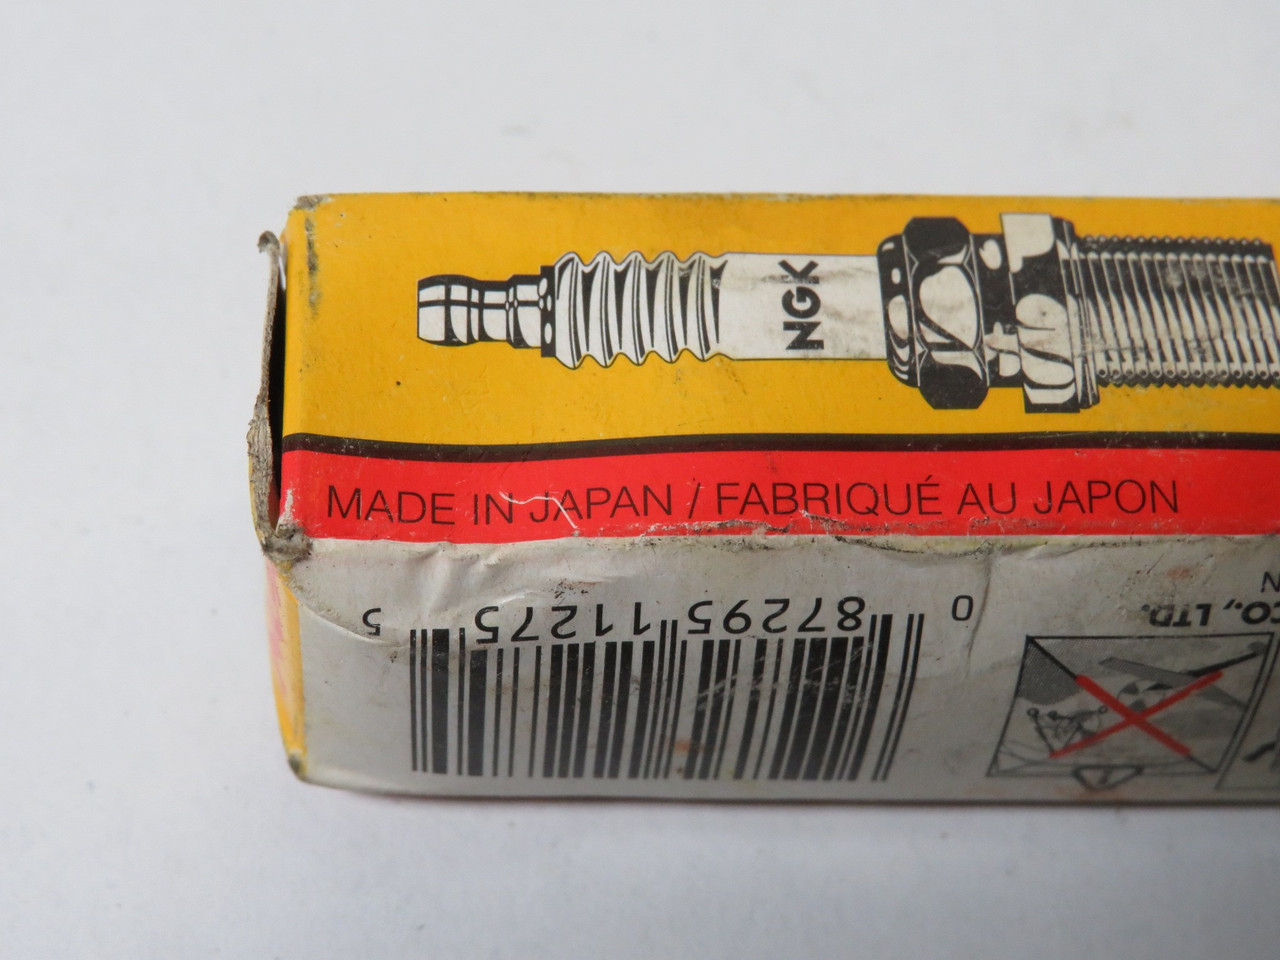 NGK
MADE IN JAPAN / FABRIQUÉ AU JAPON
0 87295 11275 5
CO., LTD.